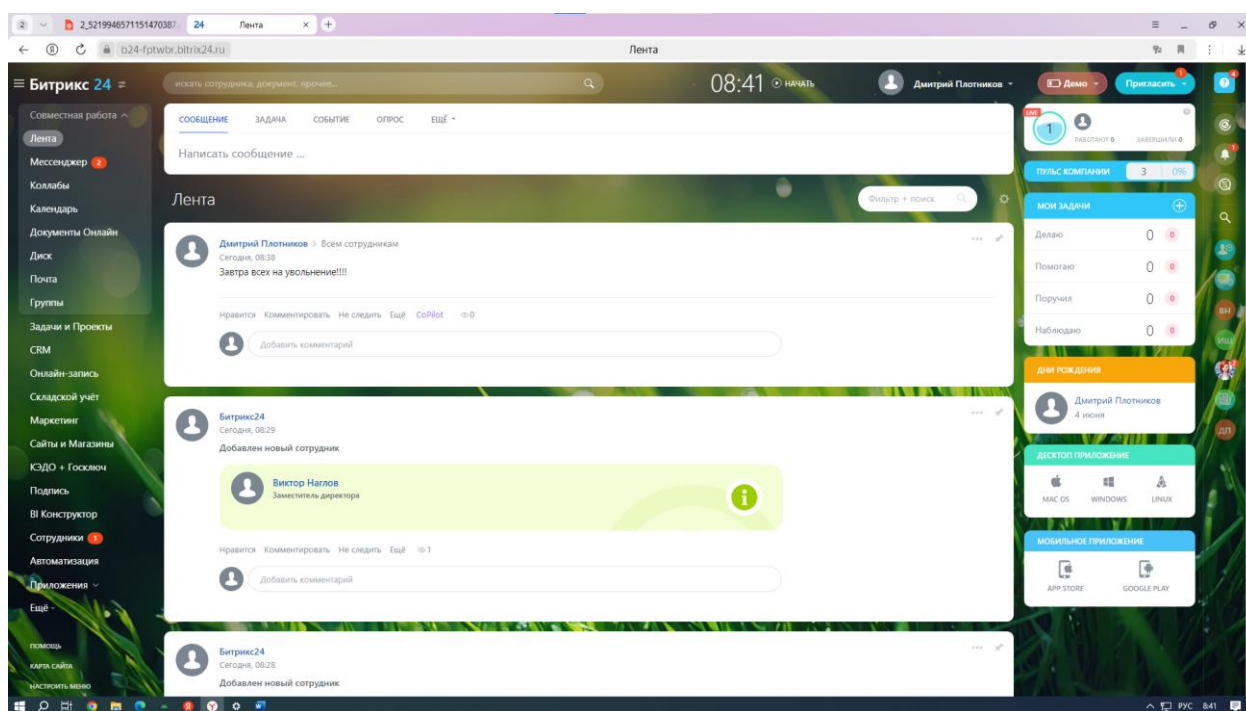 2
2_5219946571151470387.
24 Лента
b24-fptwbr.bitrix24.ru
Лента
Битрикс 24
искать сотрудника, документ, прочее...
08:41 НАЧАТЬ
Дмитрий Плотников
Демо
Пригласить
1
? 4
Совместная работа
Лента
Мессенджер 2
Коллабы
Календарь
Документы Онлайн
Диск
Почта
Группы
Задачи и Проекты
CRM
Онлайн-запись
Складской учёт
Маркетинг
Сайты и Магазины
КЭДО + Госключ
Подпись
BI Конструктор
Сотрудники 1
Автоматизация
Приложения
Ещё -
ПОМОЩЬ
КАРТА САЙТА
НАСТРОИТЬ МЕНЮ
СООБЩЕНИЕ ЗАДАЧА СОБЫТИЕ ОПРОС ЕЩЁ
Написать сообщение ...
Лента
Фильтр + поиск
Дмитрий Плотников > Всем сотрудникам
Сегодня, 08:38
Завтра всех на увольнение!!!!
Нравится Комментировать Не следить Ещё CoPilot 0
Добавить комментарий
Битрикс24
Сегодня, 08:29
Добавлен новый сотрудник
Виктор Наглов
Заместитель директора
i
Нравится Комментировать Не следить Ещё 1
Добавить комментарий
Битрикс24
Сегодня, 08:28
Добавлен новый сотрудник
LIVE
1
РАБОТАЮТ 0 ЗАВЕРШИЛИ 0
ПУЛЬС КОМПАНИИ 3 0%
МОИ ЗАДАЧИ
Делаю 0 0
Помогаю 0 0
Поручил 0 0
Наблюдаю 0 0
ДНИ РОЖДЕНИЯ
Дмитрий Плотников
4 июня
ДЕСКТОП ПРИЛОЖЕНИЕ
MAC OS WINDOWS LINUX
МОБИЛЬНОЕ ПРИЛОЖЕНИЕ
APP STORE GOOGLE PLAY
1
ВН
ИЩ
ДП
РУС 8:41